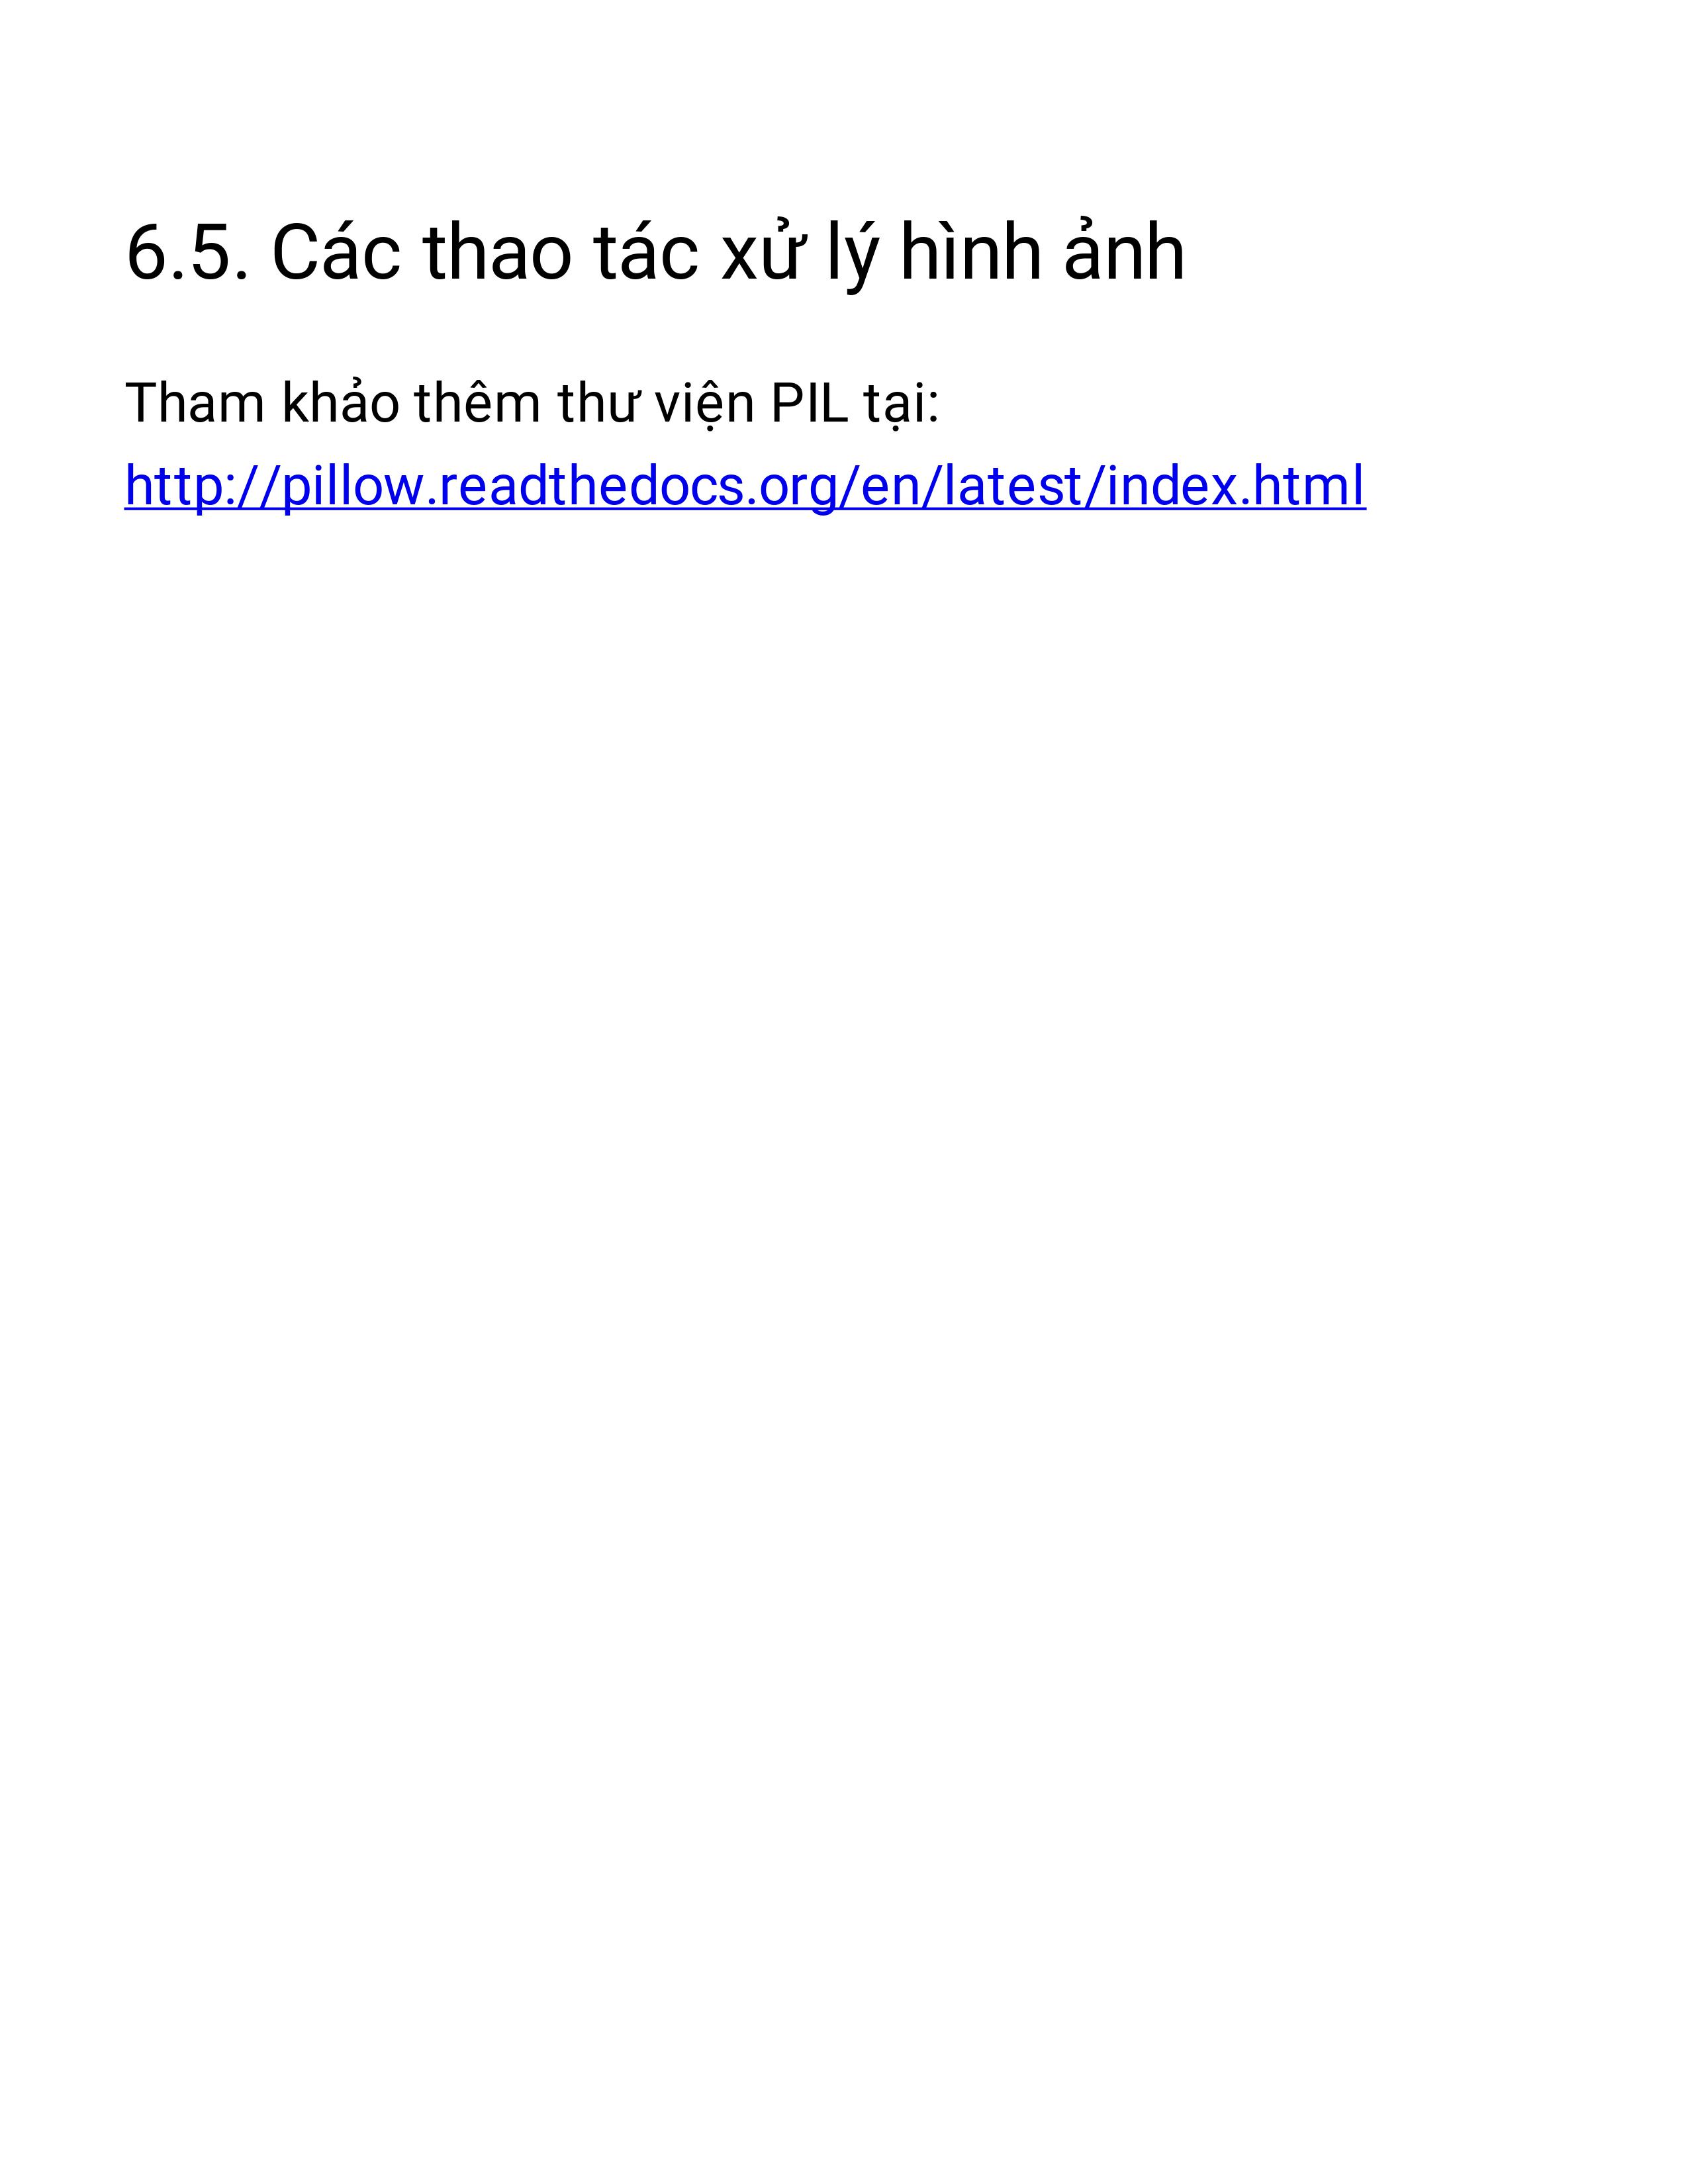 6.5. Các thao tác xử lý hình ảnh
Tham khảo thêm thư viện PIL tại:
http://pillow.readthedocs.org/en/latest/index.html